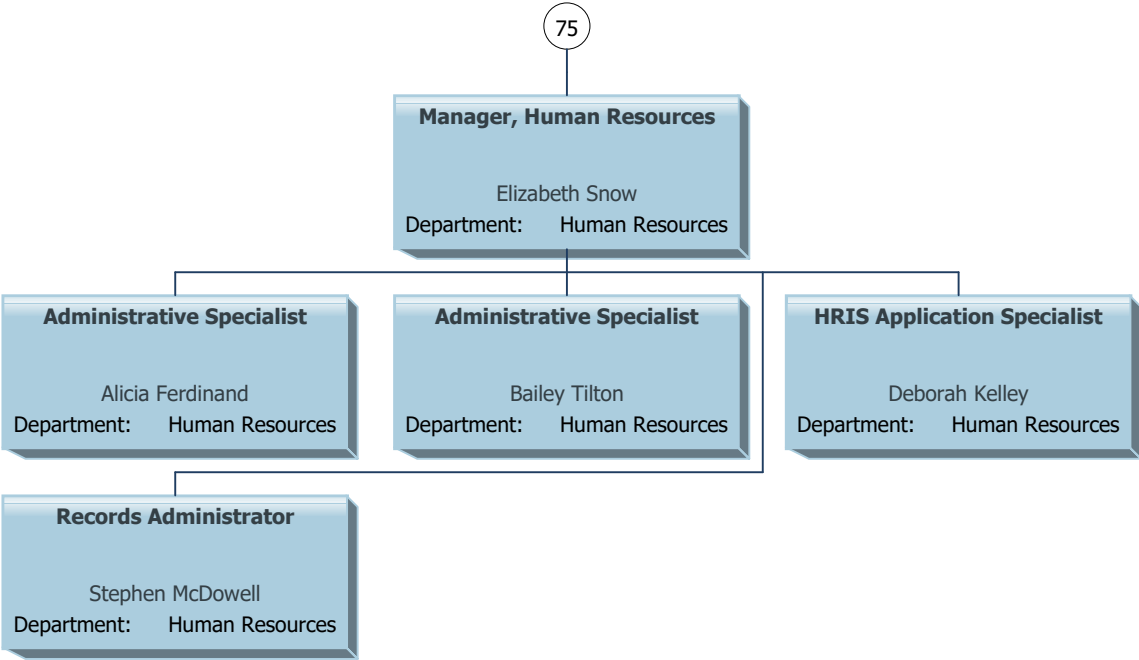 75
Manager, Human Resources
Elizabeth Snow
Department: Human Resources
Administrative Specialist
Alicia Ferdinand
Department: Human Resources
Administrative Specialist
Bailey Tilton
Department: Human Resources
HRIS Application Specialist
Deborah Kelley
Department: Human Resources
Records Administrator
Stephen McDowell
Department: Human Resources